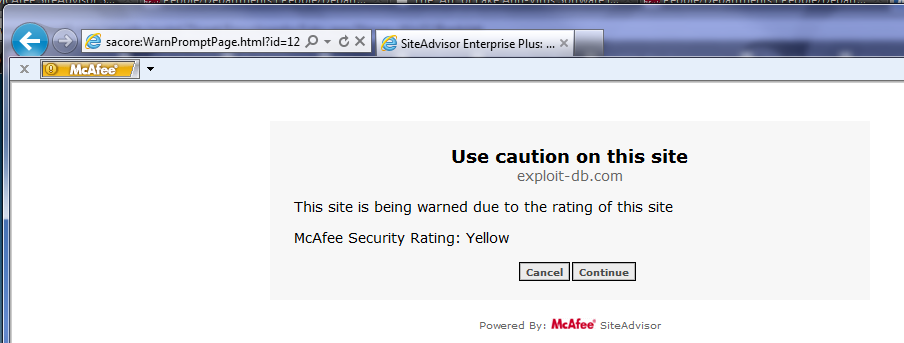 sacore:WarnPromptPage.html?id=12
SiteAdvisor Enterprise Plus: ...
McAfee
Use caution on this site
exploit-db.com
This site is being warned due to the rating of this site
McAfee Security Rating: Yellow
Cancel Continue
Powered By: McAfee SiteAdvisor